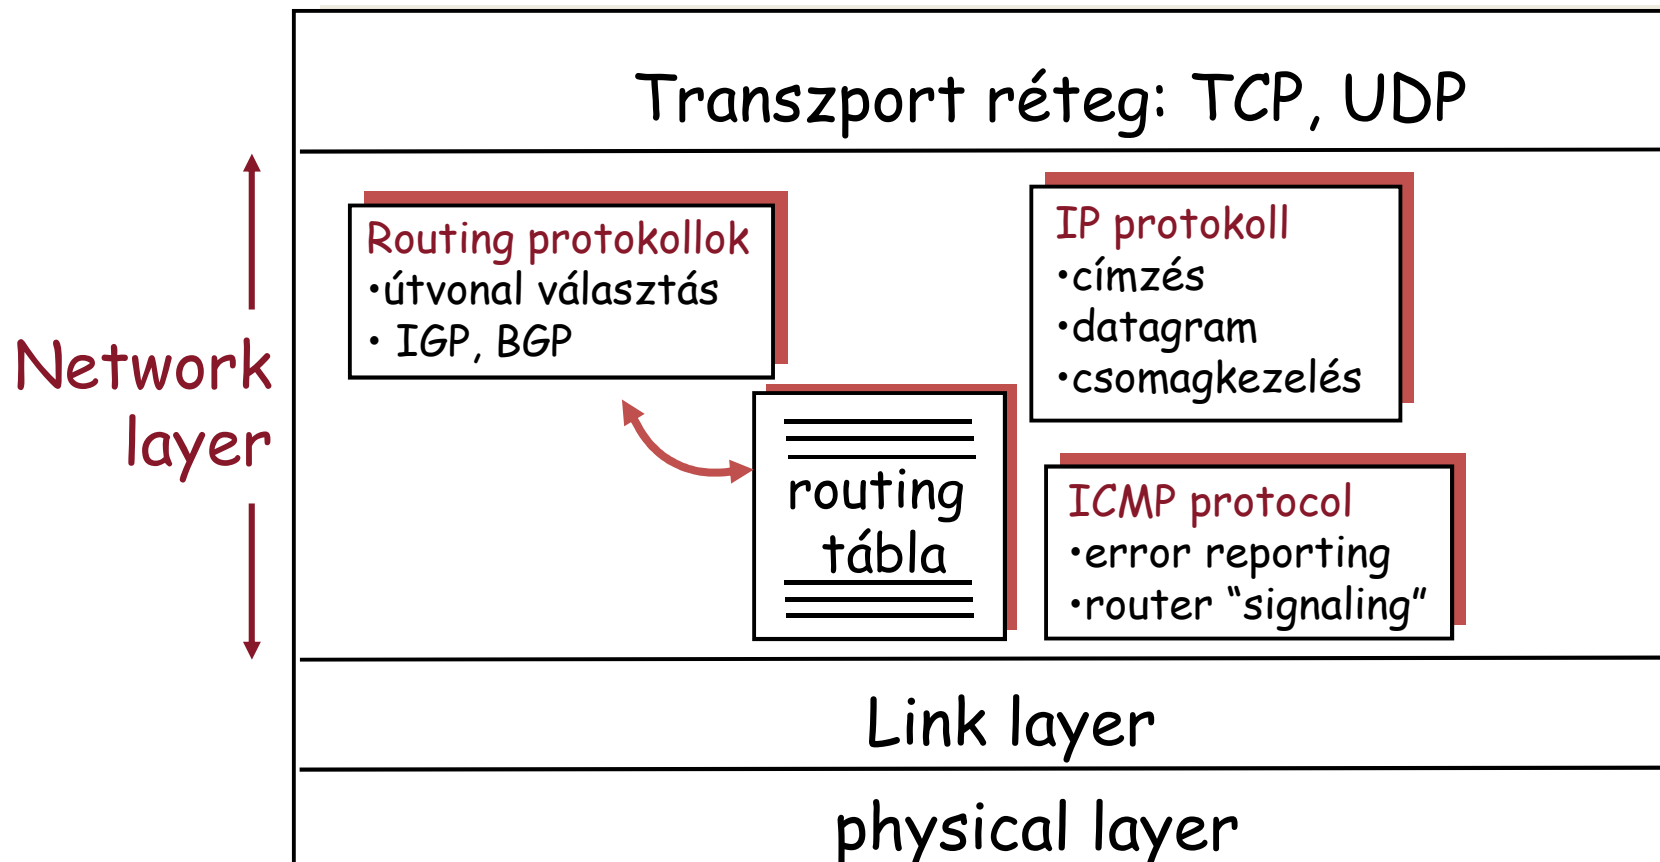 Transzport réteg: TCP, UDP
Network
layer
Routing protokollok
•útvonal választás
• IGP, BGP
routing
tábla
IP protokoll
•címzés
•datagram
•csomagkezelés
ICMP protocol
•error reporting
•router “signaling”
Link layer
physical layer